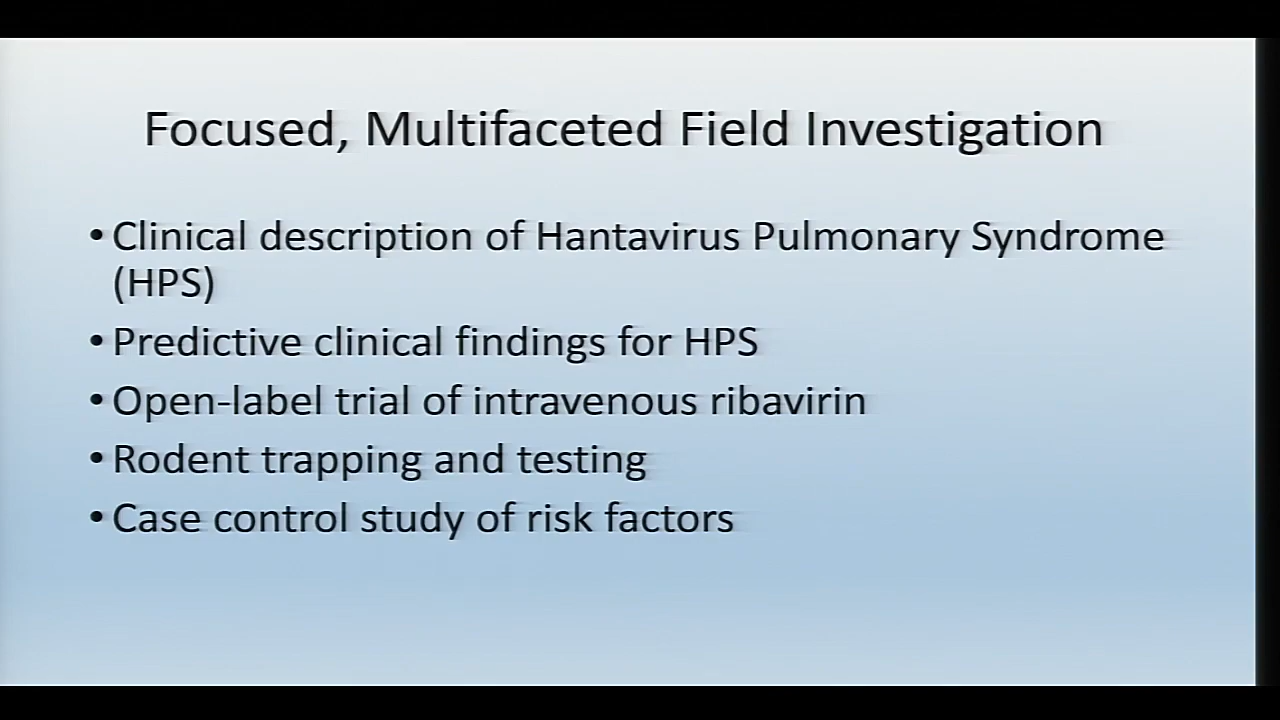 Focused, Multifaceted Field Investigation
• Clinical description of Hantavirus Pulmonary Syndrome
(HPS)
• Predictive clinical findings for HPS
• Open-label trial of intravenous ribavirin
• Rodent trapping and testing
• Case control study of risk factors